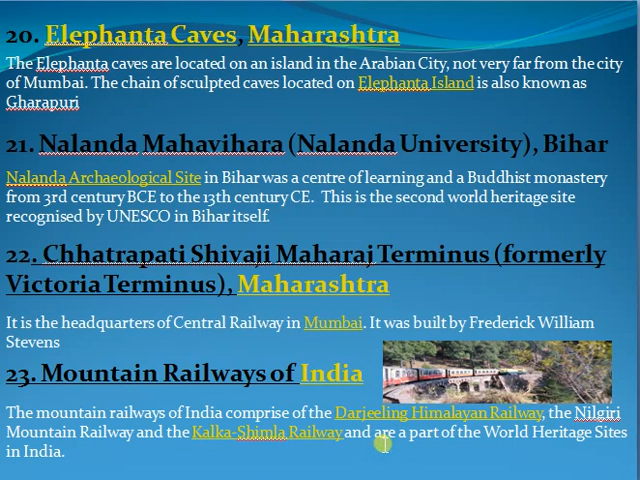 20. Elephanta Caves, Maharashtra
The Elephanta caves are located on an island in the Arabian City, not very far from the city
of Mumbai. The chain of sculpted caves located on Elephanta Island is also known as
Gharapuri
21. Nalanda Mahavihara (Nalanda University), Bihar
Nalanda Archaeological Site in Bihar was a centre of learning and a Buddhist monastery
from 3rd century BCE to the 13th century CE. This is the second world heritage site
recognised by UNESCO in Bihar itself.
22. Chhatrapati Shivaji Maharaj Terminus (formerly
Victoria Terminus), Maharashtra
It is the headquarters of Central Railway in Mumbai. It was built by Frederick William
Stevens
23. Mountain Railways of India
The mountain railways of India comprise of the Darjeeling Himalayan Railway, the Nilgiri
Mountain Railway and the Kalka-Shimla Railway and are a part of the World Heritage Sites
in India.